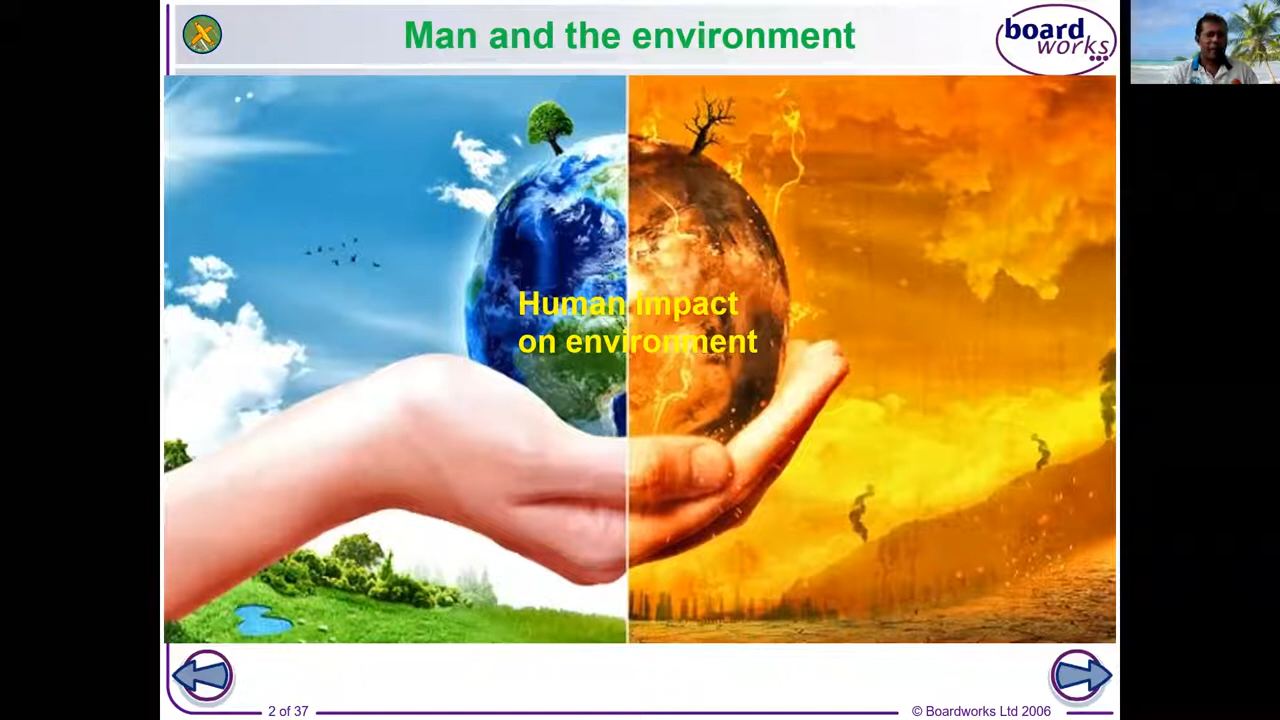 Man and the environment
board
works
Human impact
on environment
2 of 37
© Boardworks Ltd 2006